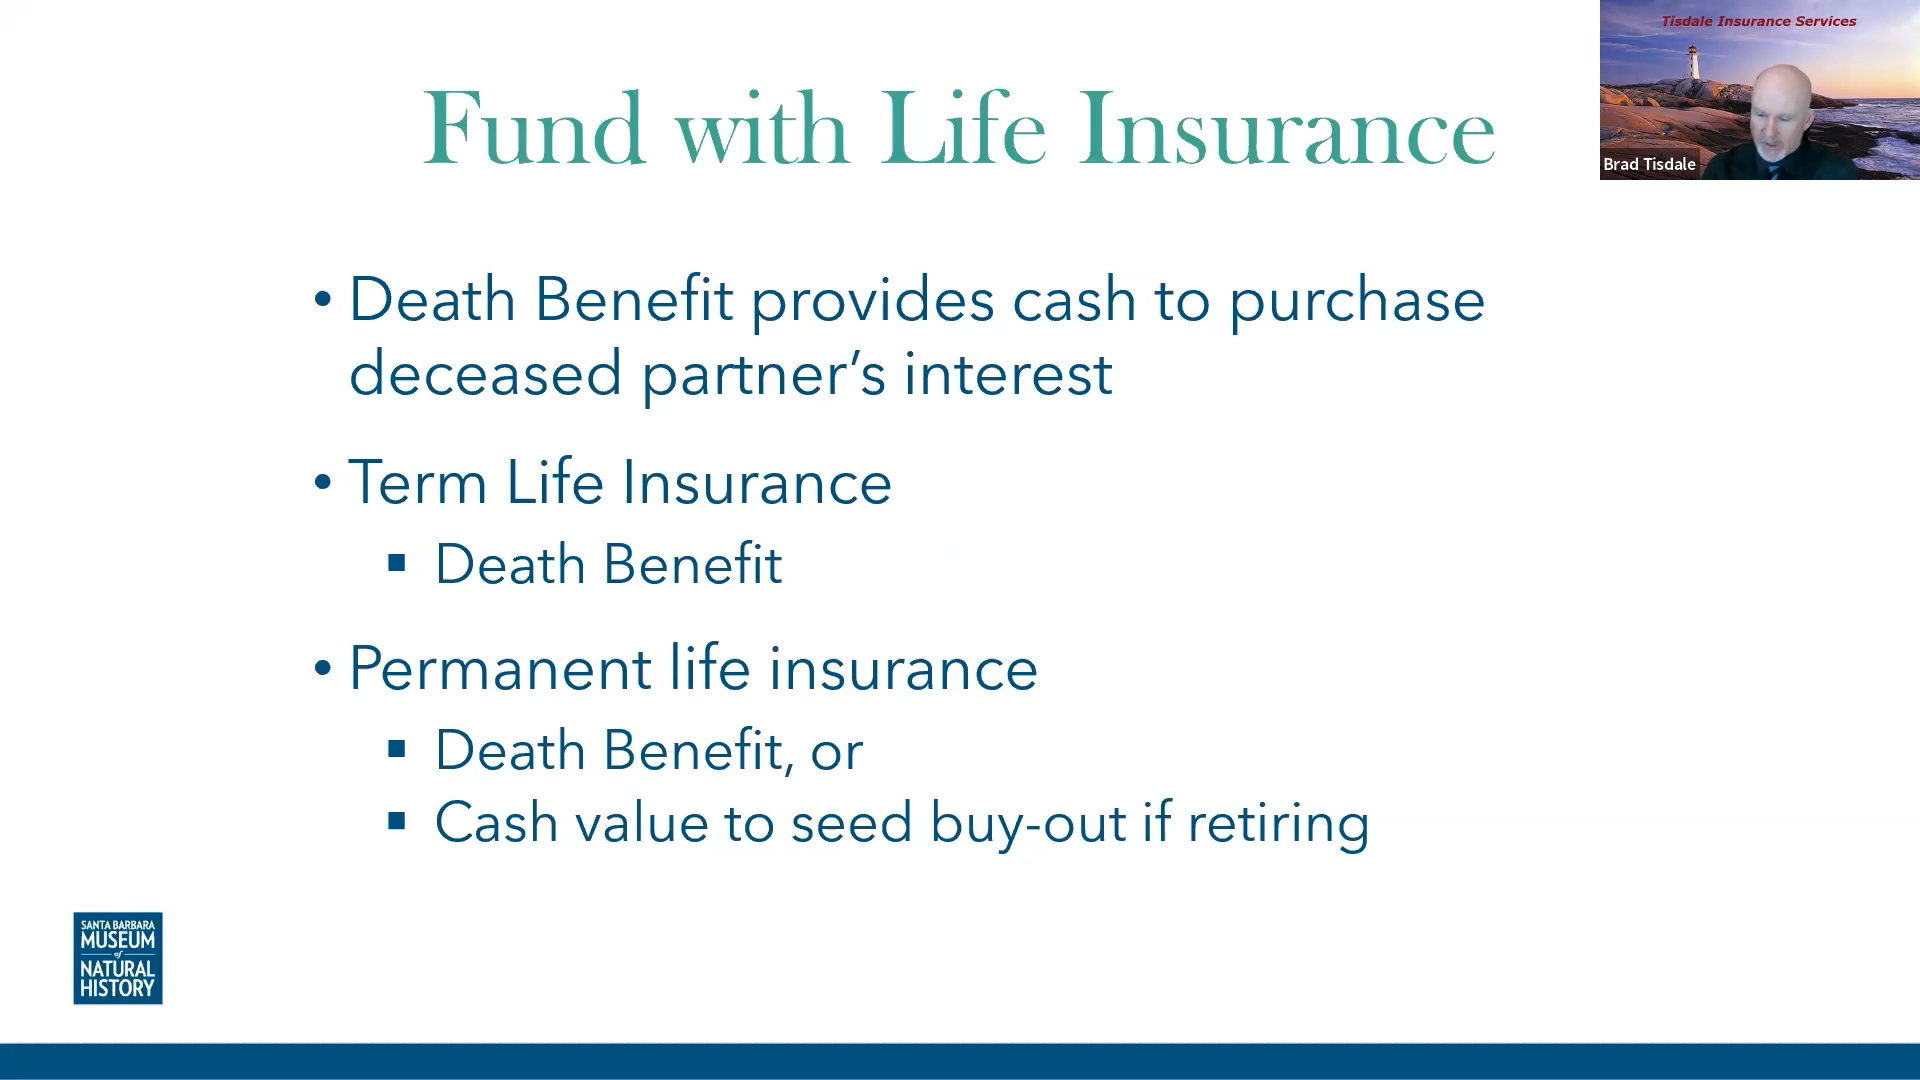 Tisdale Insurance Services
Brad Tisdale
Fund with Life Insurance
• Death Benefit provides cash to purchase
deceased partner’s interest
• Term Life Insurance
▪ Death Benefit
• Permanent life insurance
▪ Death Benefit, or
▪ Cash value to seed buy-out if retiring
SANTA BARBARA
MUSEUM
of
NATURAL
HISTORY